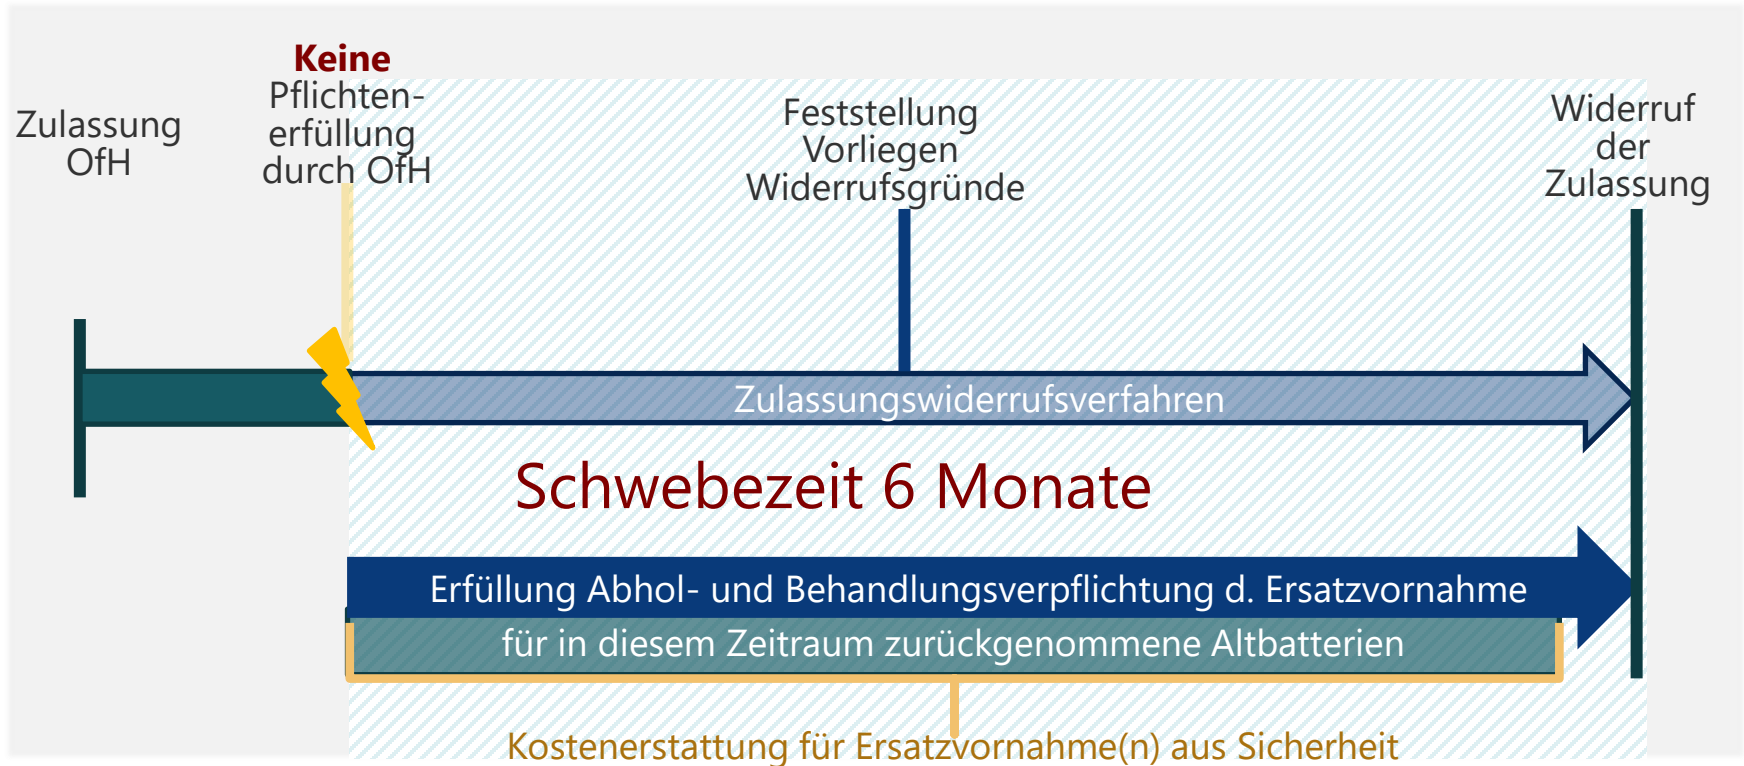 Zulassung
OfH
Keine
Pflichten-
erfüllung
durch OfH
Feststellung
Vorliegen
Widerrufsgründe
Widerruf
der
Zulassung
Zulassungswiderrufsverfahren
Schwebezeit 6 Monate
Erfüllung Abhol- und Behandlungsverpflichtung d. Ersatzvornahme
für in diesem Zeitraum zurückgenommene Altbatterien
Kostenerstattung für Ersatzvornahme(n) aus Sicherheit